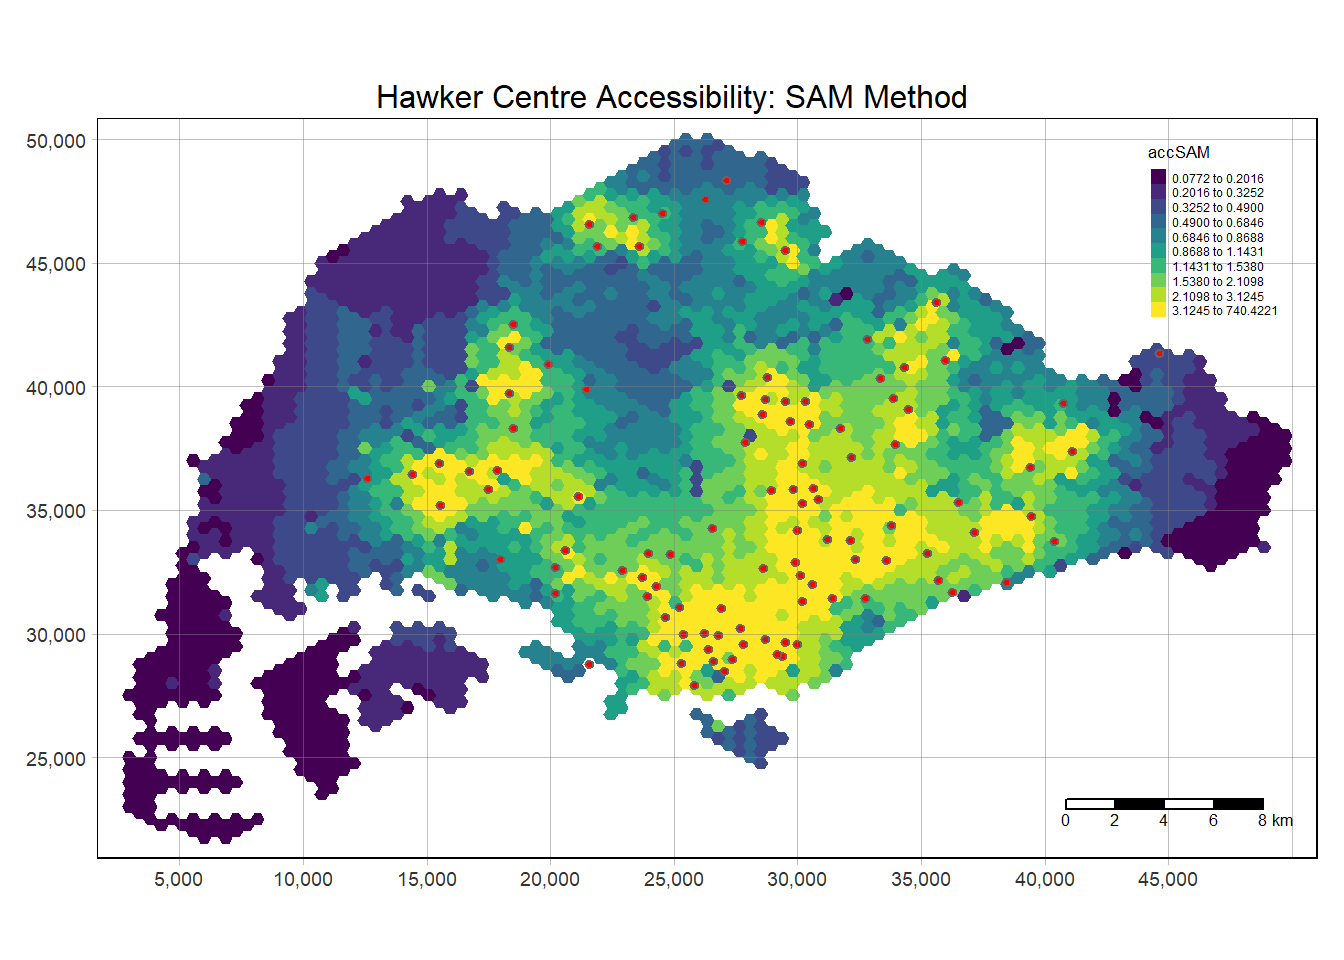 Hawker Centre Accessibility: SAM Method
50,000
45,000
40,000
35,000
30,000
25,000
accSAM
0.0772 to 0.2016
0.2016 to 0.3252
0.3252 to 0.4900
0.4900 to 0.6846
0.6846 to 0.8688
0.8688 to 1.1431
1.1431 to 1.5380
1.5380 to 2.1098
2.1098 to 3.1245
3.1245 to 740.4221
0 2 4 6 8 km
5,000 10,000 15,000 20,000 25,000 30,000 35,000 40,000 45,000